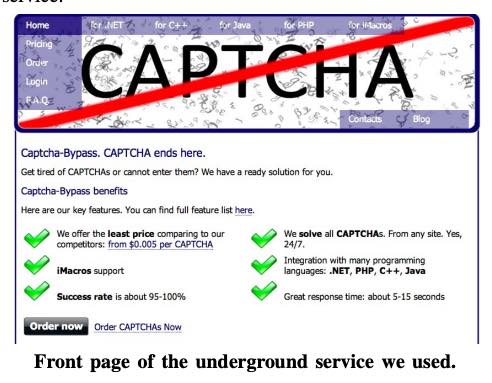 service.
Home for .NET for C++ for Java for PHP for iMacros
Pricing
Order
Login
F.A.Q.
CAPTCHA
Contacts Blog
Captcha-Bypass. CAPTCHA ends here.
Get tired of CAPTCHAs or cannot enter them? We have a ready solution for you.
Captcha-Bypass benefits
Here are our key features. You can find full feature list here.
We offer the least price comparing to our
competitors: from $0.005 per CAPTCHA
We solve all CAPTCHAs. From any site. Yes,
24/7.
iMacros support
Integration with many programming
languages: .NET, PHP, C++, Java
Success rate is about 95-100%
Great response time: about 5-15 seconds
Order now Order CAPTCHAs Now
Front page of the underground service we used.